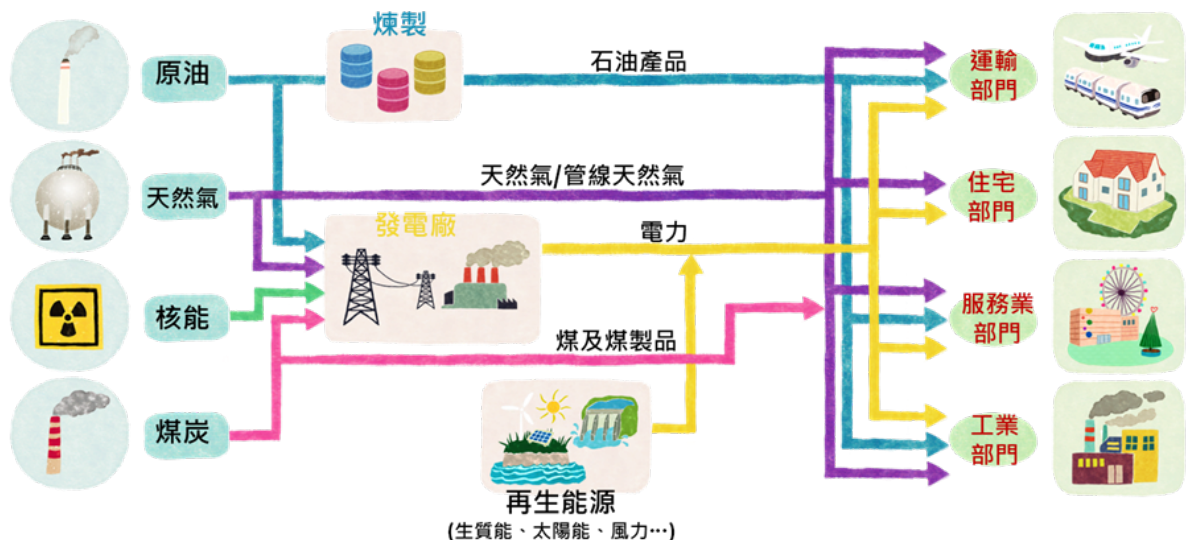 煉製
原油
石油產品
運輸
部門
天然氣
天然氣/管線天然氣
住宅
部門
發電廠
電力
核能
服務業
部門
煤及煤製品
煤炭
工業
部門
再生能源
(生質能、太陽能、風力⋯)